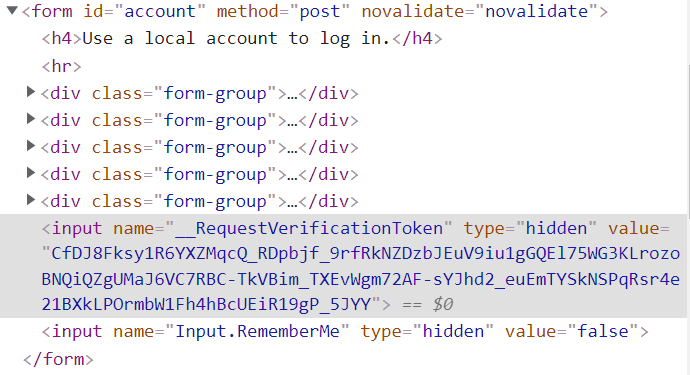 ▼<form id="account" method="post" novalidate="novalidate">
<h4>Use a local account to log in.</h4>
<hr>
▶<div class="form-group">…</div>
▶<div class="form-group">…</div>
▶<div class="form-group">…</div>
▶<div class="form-group">…</div>
▶<div class="form-group">…</div>
<input name="__RequestVerificationToken" type="hidden" value=
"CfDJ8Fksy1R6YXZMqcQ_RDpbjf_9rfRkNZDzbJEuV9iu1gGQEl75WG3KLrozo
BNQiQZgUMaJ6VC7RBC-TkVBim_TXEvWgm72AF-sYJhd2_euEmTYSkNSPqRsr4e
21BXkLPOrmbW1Fh4hBcUEiR19gP_5JYY"> == $0
<input name="Input.RememberMe" type="hidden" value="false">
</form>